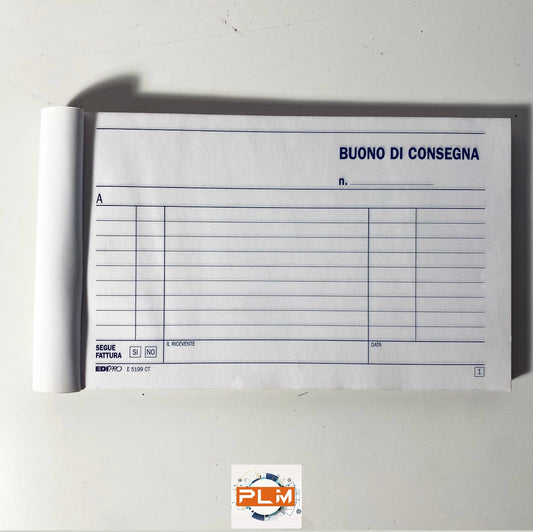 BUONO DI CONSEGNA
n.
A
SEGUE FATTURA
SI NO
IL RICEVENTE
DATA
EDIPRO E 5199 CT
1
PLM